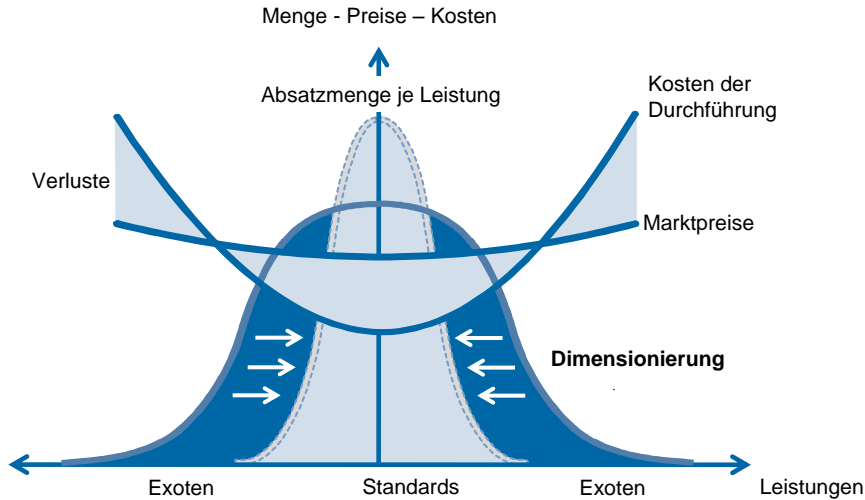 Menge - Preise – Kosten
Absatzmenge je Leistung
Kosten der
Durchführung
Verluste
Marktpreise
Dimensionierung
Exoten
Standards
Exoten
Leistungen